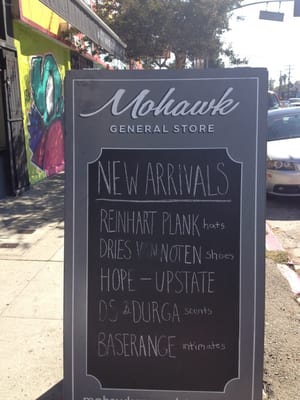 Mohawk
GENERAL STORE
NEW ARRIVALS
REINHART PLANK hats
DRIES VAN NOTEN shoes
HOPE - UPSTATE
DS & DURGA scents
BASERANGE intimates